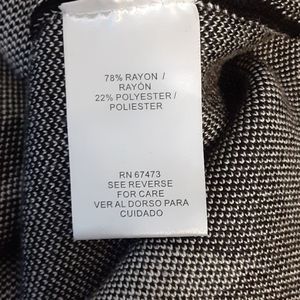 78% RAYON /
RAYÓN
22% POLYESTER /
POLIESTER
RN 67473
SEE REVERSE
FOR CARE
VER AL DORSO PARA
CUIDADO